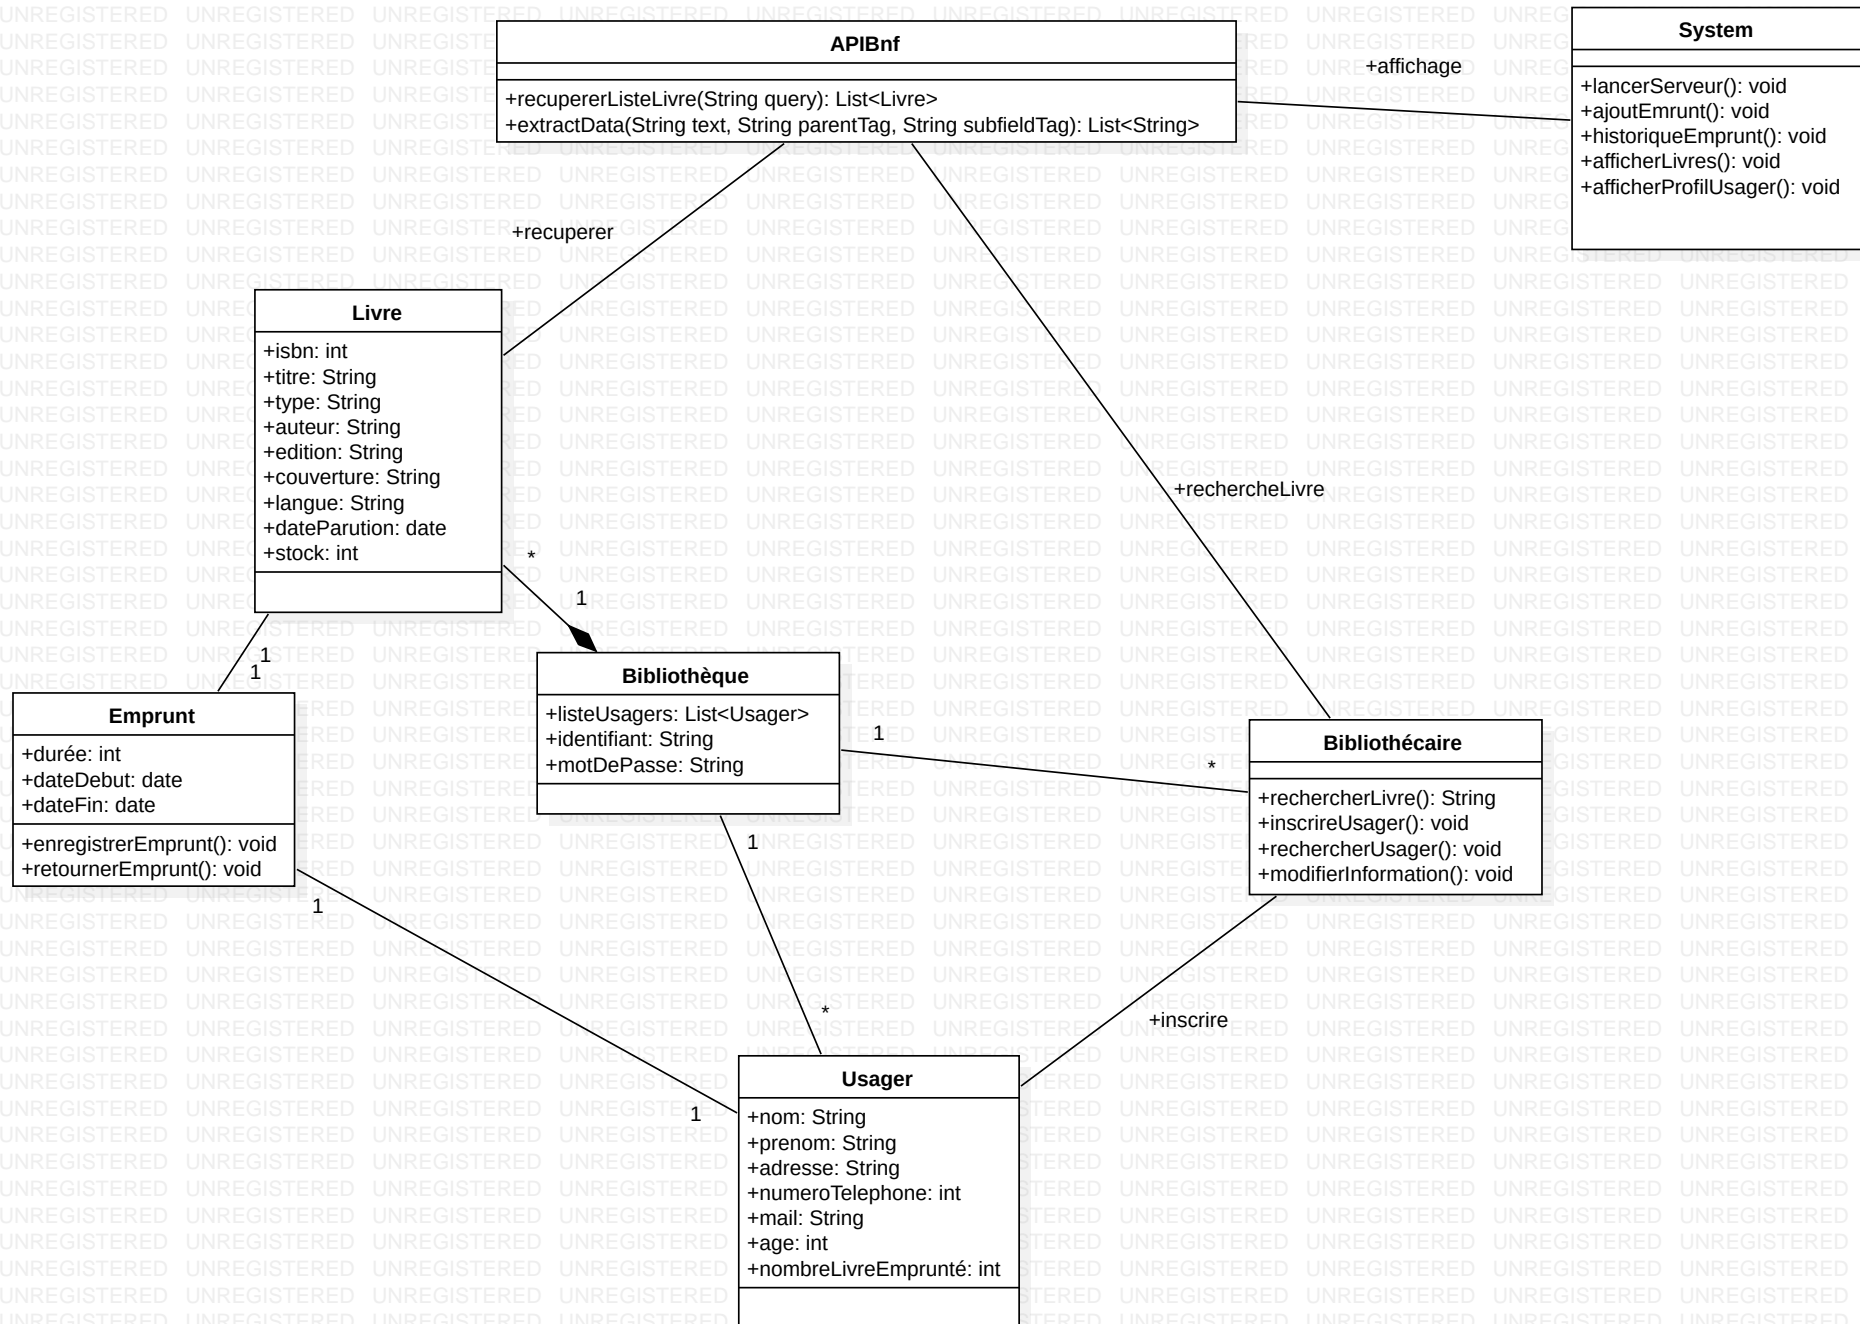 APIBnf
+recupererListeLivre(String query): List<Livre>
+extractData(String text, String parentTag, String subfieldTag): List<String>
+affichage
System
+lancerServeur(): void
+ajoutEmrunt(): void
+historiqueEmprunt(): void
+afficherLivres(): void
+afficherProfilUsager(): void
+recuperer
Livre
+isbn: int
+titre: String
+type: String
+auteur: String
+edition: String
+couverture: String
+langue: String
+dateParution: date
+stock: int
+rechercheLivre
*
1
1
1
Emprunt
+durée: int
+dateDebut: date
+dateFin: date
+enregistrerEmprunt(): void
+retournerEmprunt(): void
Bibliothèque
+listeUsagers: List<Usager>
+identifiant: String
+motDePasse: String
1
*
Bibliothécaire
+rechercherLivre(): String
+inscrireUsager(): void
+rechercherUsager(): void
+modifierInformation(): void
1
1
*
+inscrire
1
Usager
+nom: String
+prenom: String
+adresse: String
+numeroTelephone: int
+mail: String
+age: int
+nombreLivreEmprunté: int
UNREGISTERED